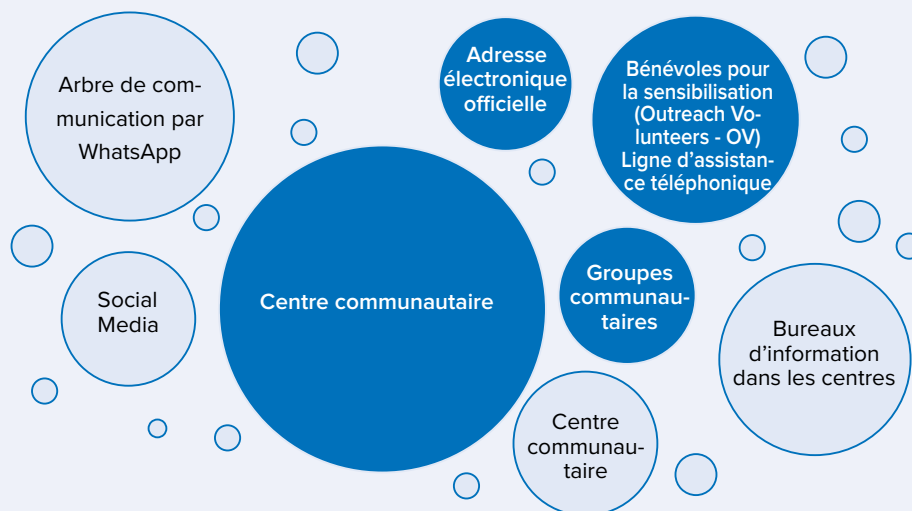 Arbre de com-
munication par
WhatsApp
Adresse
électronique
officielle
Bénévoles pour
la sensibilisation
(Outreach Vo-
lunteers - OV)
Ligne d’assistan-
ce téléphonique
Social
Media
Centre communautaire
Groupes
communau-
taires
Bureaux
d’information
dans les centres
Centre
communau-
taire